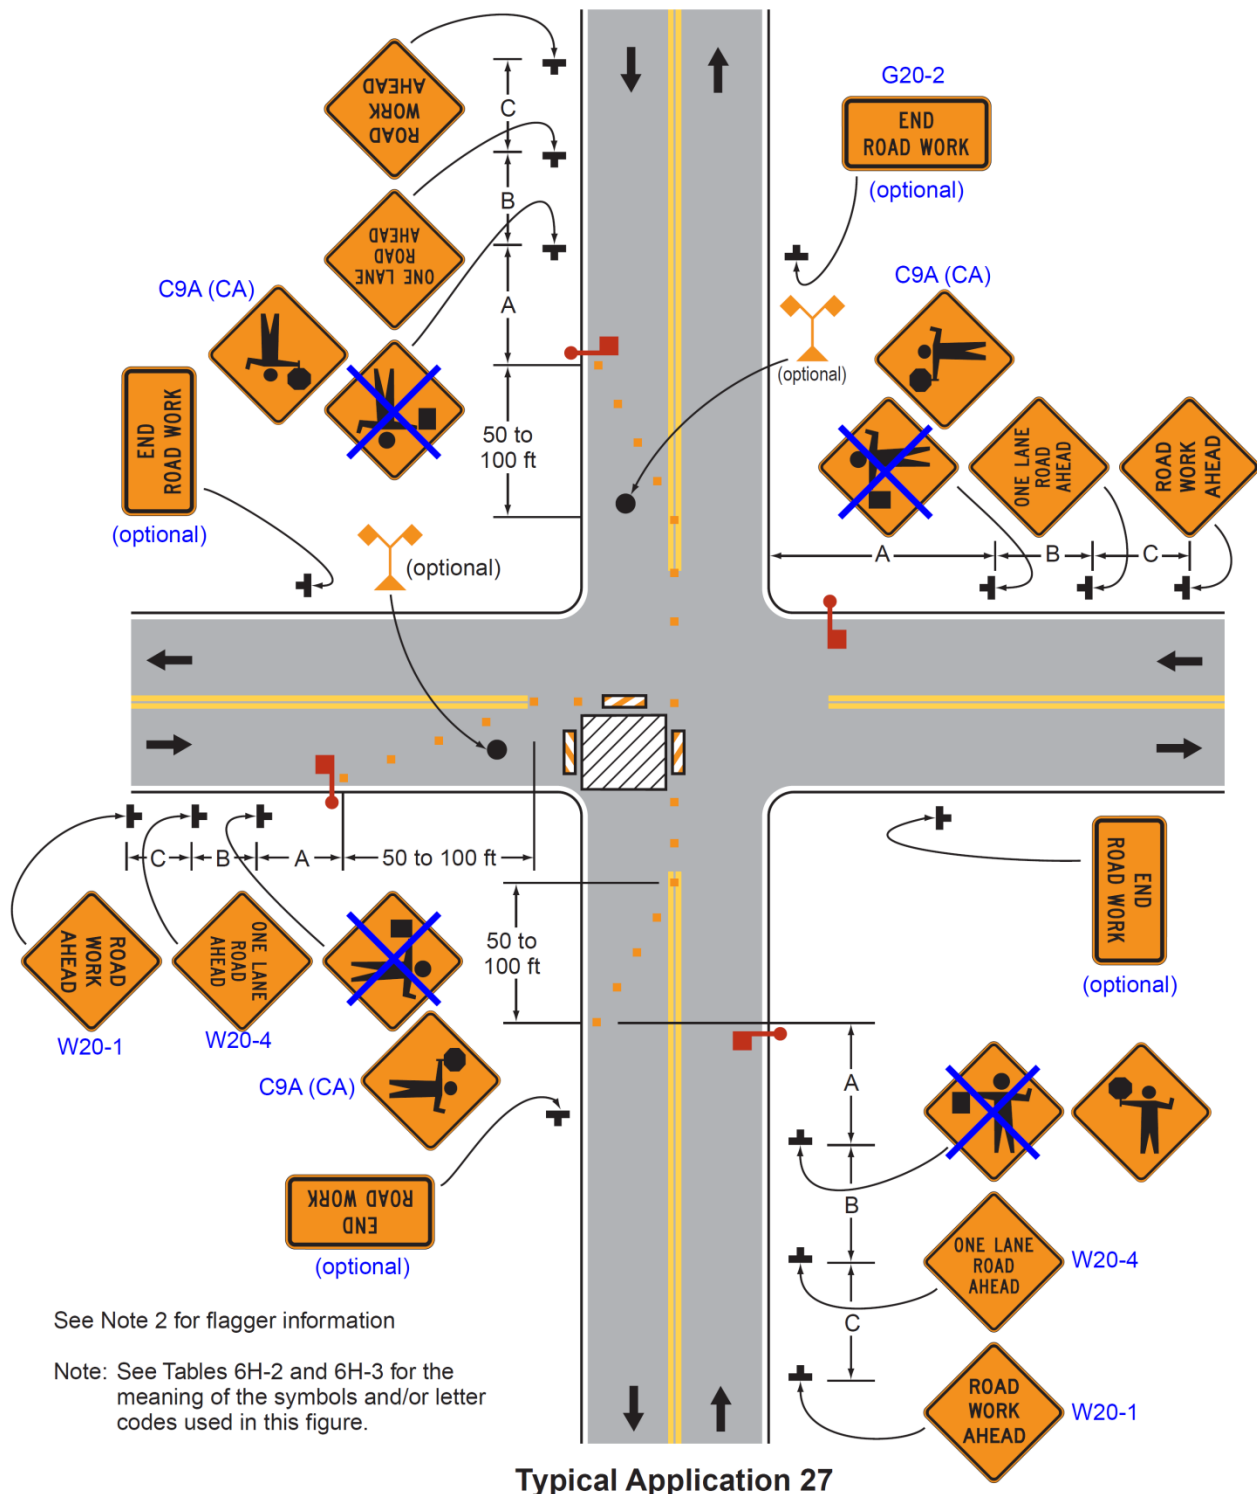 ROAD
WORK
AHEAD
C
G20-2
END
ROAD WORK
(optional)
B
ONE LANE
ROAD
AHEAD
C9A (CA)
A
C9A (CA)
(optional)
END
ROAD WORK
(optional)
50 to
100 ft
ONE LANE
ROAD
AHEAD
ROAD
WORK
AHEAD
A
B
C
(optional)
C
B
A
50 to 100 ft
ROAD
WORK
AHEAD
W20-1
ONE LANE
ROAD
AHEAD
W20-4
C9A (CA)
50 to
100 ft
END
ROAD WORK
(optional)
A
B
C
END
ROAD WORK
(optional)
ONE LANE
ROAD
AHEAD
W20-4
ROAD
WORK
AHEAD
W20-1
See Note 2 for flagger information
Note: See Tables 6H-2 and 6H-3 for the
meaning of the symbols and/or letter
codes used in this figure.
Typical Application 27